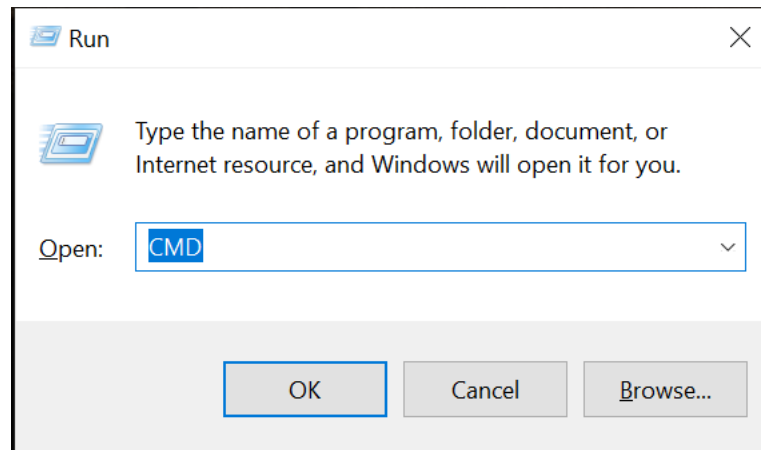 Run
Type the name of a program, folder, document, or
Internet resource, and Windows will open it for you.
Open: CMD
OK Cancel Browse...